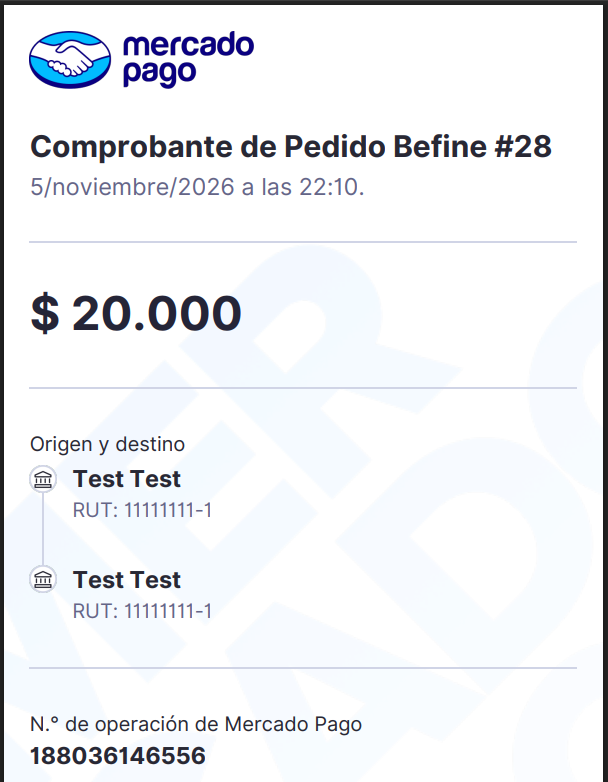 mercado
pago
Comprobante de Pedido Befine #28
5/noviembre/2026 a las 22:10.
$ 20.000
Origen y destino
Test Test
RUT: 11111111-1
Test Test
RUT: 11111111-1
N.° de operación de Mercado Pago
188036146556